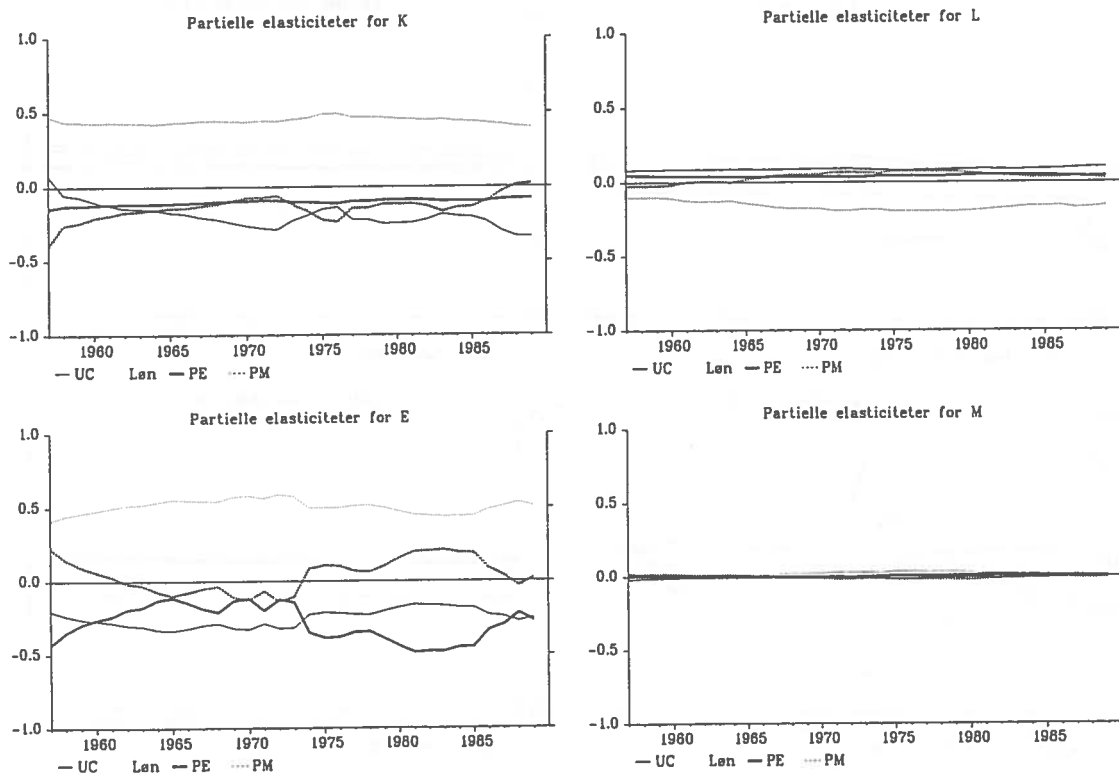 Partielle elasticiteter for K
1.0
0.5
0.0
-0.5
-1.0
1960 1965 1970 1975 1980 1985
UC Løn PE PM
Partielle elasticiteter for L
1.0
0.5
0.0
-0.5
-1.0
1960 1965 1970 1975 1980 1985
UC Løn PE PM
Partielle elasticiteter for E
1.0
0.5
0.0
-0.5
-1.0
1960 1965 1970 1975 1980 1985
UC Løn PE PM
Partielle elasticiteter for M
1.0
0.5
0.0
-0.5
-1.0
1960 1965 1970 1975 1980 1985
UC Løn PE PM